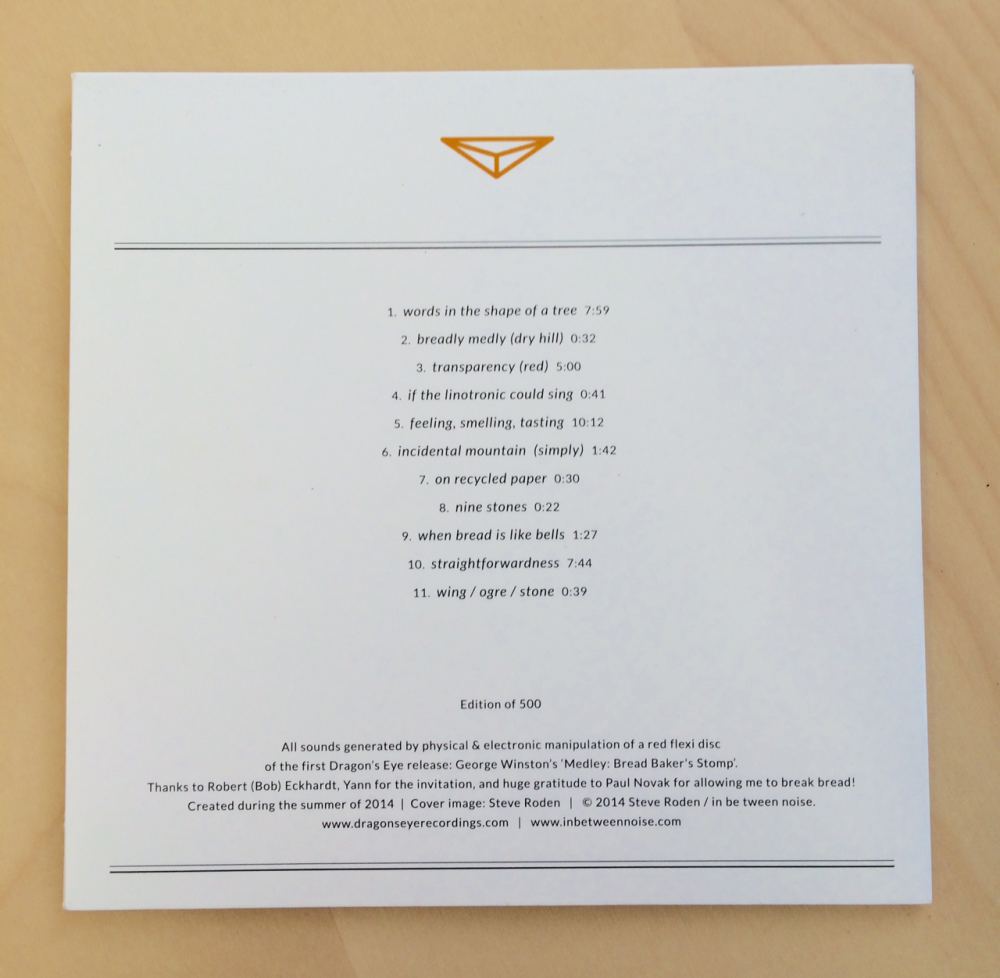 1. words in the shape of a tree 7:59
2. breadly medly (dry hill) 0:32
3. transparency (red) 5:00
4. if the linotronic could sing 0:41
5. feeling, smelling, tasting 10:12
6. incidental mountain (simply) 1:42
7. on recycled paper 0:30
8. nine stones 0:22
9. when bread is like bells 1:27
10. straightforwardness 7:44
11. wing / ogre / stone 0:39
Edition of 500
All sounds generated by physical & electronic manipulation of a red flexi disc
of the first Dragon's Eye release: George Winston's 'Medley: Bread Baker's Stomp'.
Thanks to Robert (Bob) Eckhardt, Yann for the invitation, and huge gratitude to Paul Novak for allowing me to break bread!
Created during the summer of 2014 | Cover image: Steve Roden | © 2014 Steve Roden / in be tween noise.
www.dragonseyerecordings.com | www.inbetweennoise.com